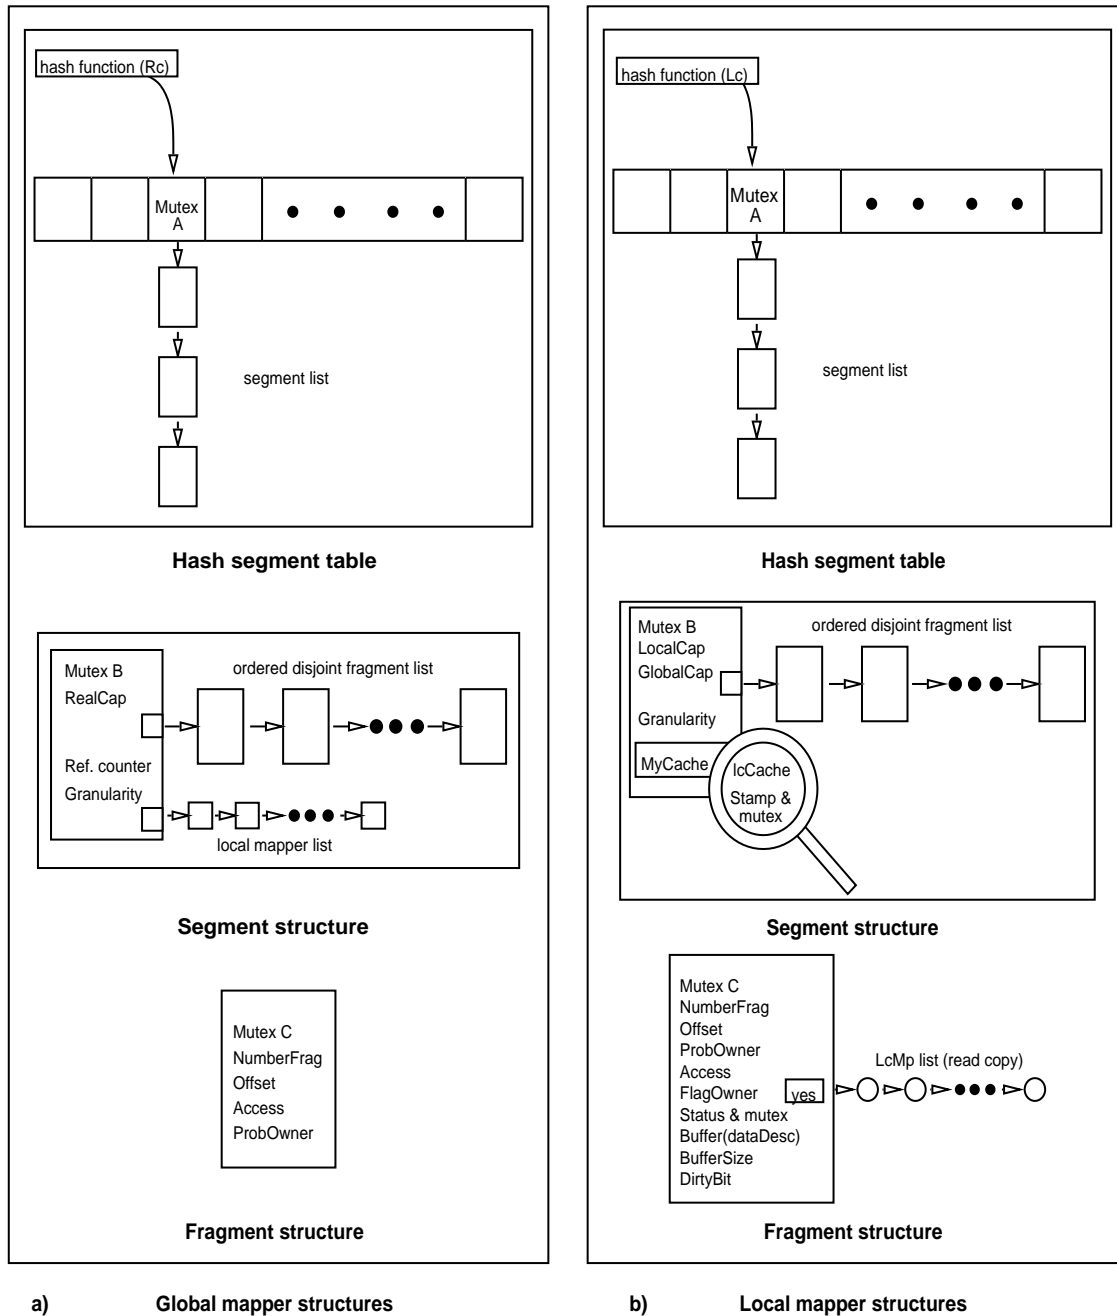 hash function (Rc)
Mutex
A
segment list
Hash segment table
Mutex B
RealCap
ordered disjoint fragment list
Ref. counter
Granularity
local mapper list
Segment structure
Mutex C
NumberFrag
Offset
Access
ProbOwner
Fragment structure
a) Global mapper structures
hash function (Lc)
Mutex
A
segment list
Hash segment table
Mutex B
LocalCap
GlobalCap
ordered disjoint fragment list
Granularity
MyCache
lcCache
Stamp &
mutex
Segment structure
Mutex C
NumberFrag
Offset
ProbOwner
Access
FlagOwner
yes
LcMp list (read copy)
Status & mutex
Buffer(dataDesc)
BufferSize
DirtyBit
Fragment structure
b) Local mapper structures